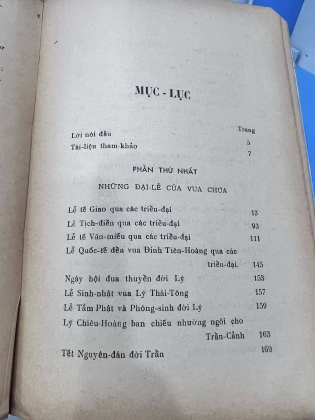 MỤC - LỤC
Trang
Lời nói đầu 5
Tài-liệu tham-khảo 7
PHẦN THỨ NHẤT
NHỮNG ĐẠI-LỄ CỦA VUA CHÚA
Lễ tế Giao qua các triều-đại 13
Lễ Tịch-điền qua các triều-đại 93
Lễ tế Văn-miếu qua các triều-đại 111
Lễ Quốc-tế đều vua Đinh Tiên-Hoàng qua các
triều-đại. 145
Ngày hội đua thuyền đời Lý 153
Lễ Sinh-nhật vua Lý Thái-Tông 157
Lễ Tắm Phật và Phóng-sinh đời Lý 159
Lý Chiêu-Hoàng ban chiếu nhường ngôi cho
Trần-Cảnh 163
Tết Nguyên-đán đời Trần 169